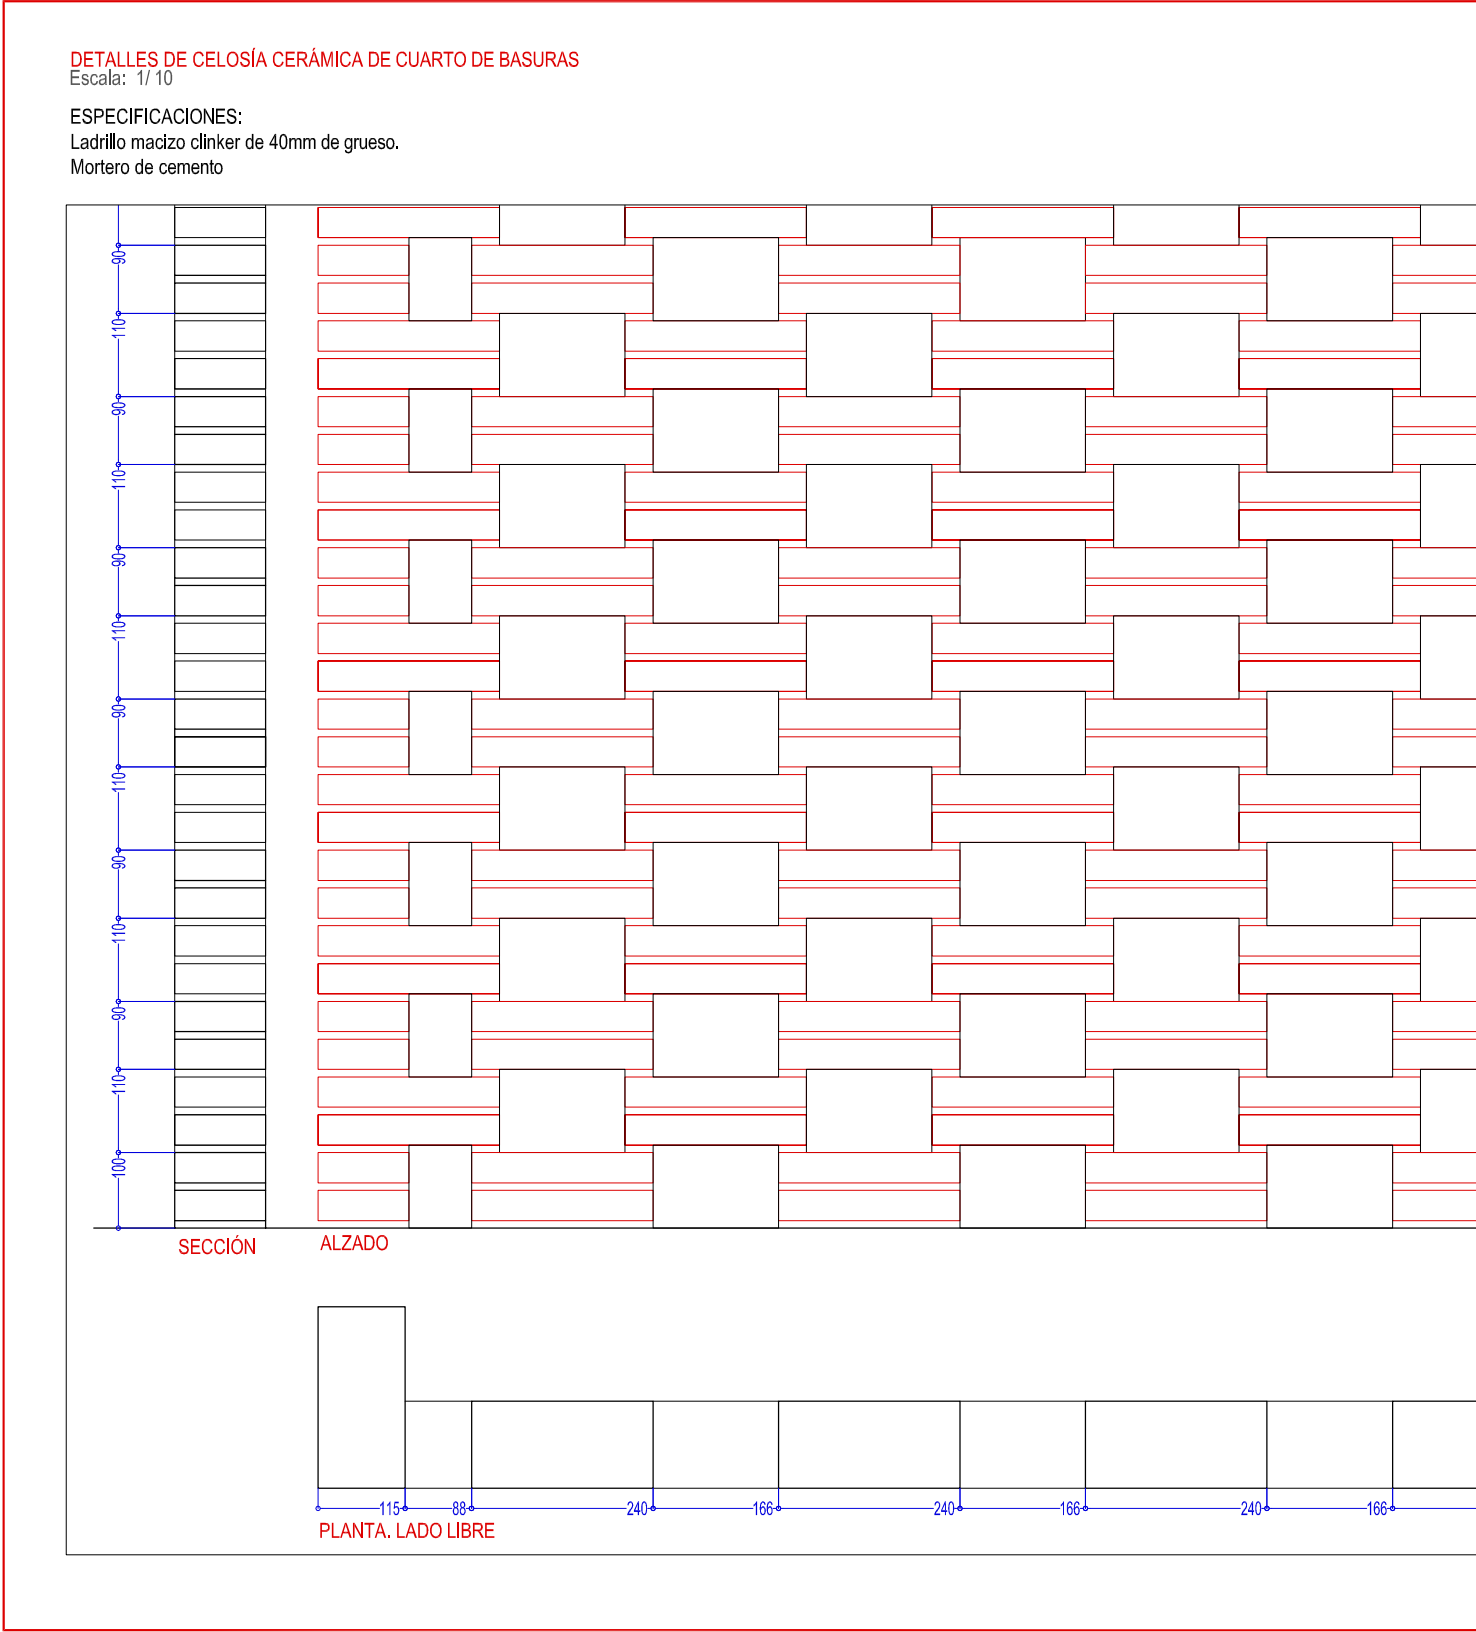 DETALLES DE CELOSÍA CERÁMICA DE CUARTO DE BASURAS
Escala: 1/ 10
ESPECIFICACIONES:
Ladrillo macizo clinker de 40mm de grueso.
Mortero de cemento
90
110
90
110
90
110
90
110
90
110
90
110
100
SECCIÓN
ALZADO
115 88 240 166 240 166 240 166
PLANTA. LADO LIBRE